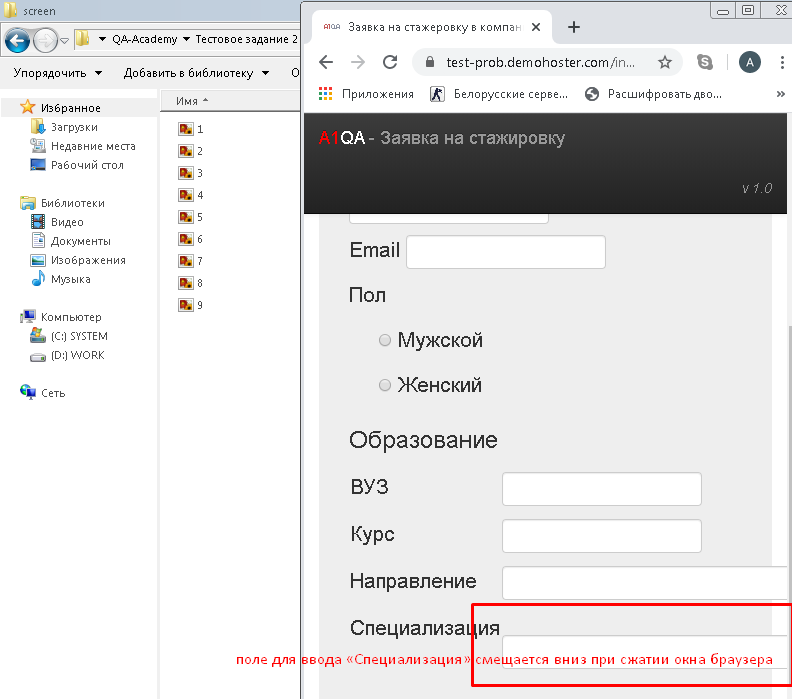 screen
QA-Academy ▾ Тестовое задание 2
Упорядочить ▾ Добавить в библиотеку ▾ О
Избранное
Загрузки
Недавние места
Рабочий стол
Библиотеки
Видео
Документы
Изображения
Музыка
Компьютер
(C:) SYSTEM
(D:) WORK
Сеть
Имя
1
2
3
4
5
6
7
8
9
A1QA Заявка на стажировку в компан
test-prob.demohoster.com/in...
A
Приложения Белорусские серве... Расшифровать дво... »
A1QA - Заявка на стажировку
v 1.0
Email
Пол
Мужской
Женский
Образование
ВУЗ
Курс
Направление
Специализация
поле для ввода «Специализация» смещается вниз при сжатии окна браузера